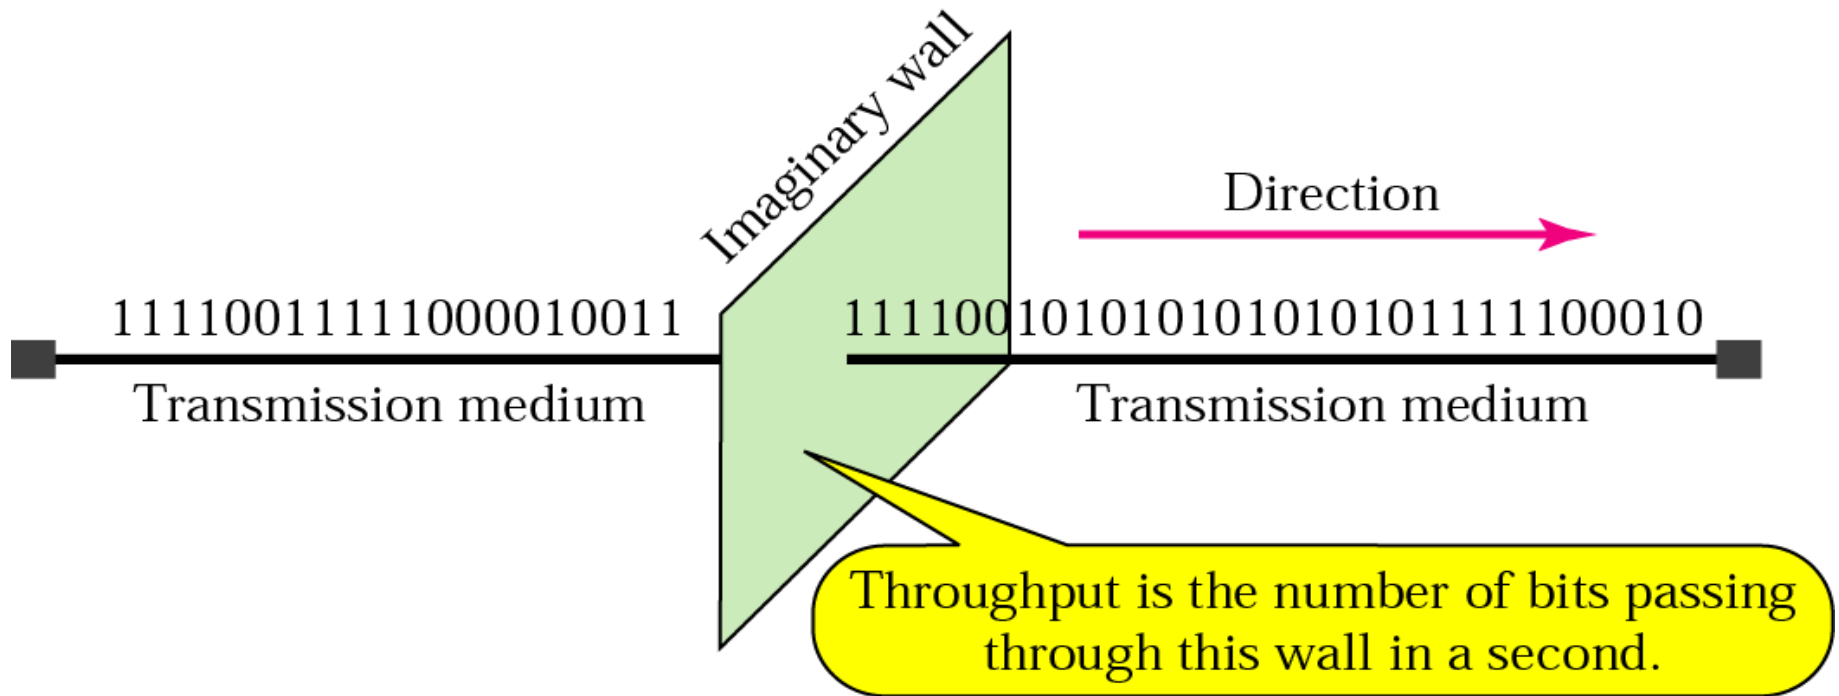 Imaginary wall
Direction
11110011111000010011
111100101010101010101111100010
Transmission medium
Transmission medium
Throughput is the number of bits passing
through this wall in a second.